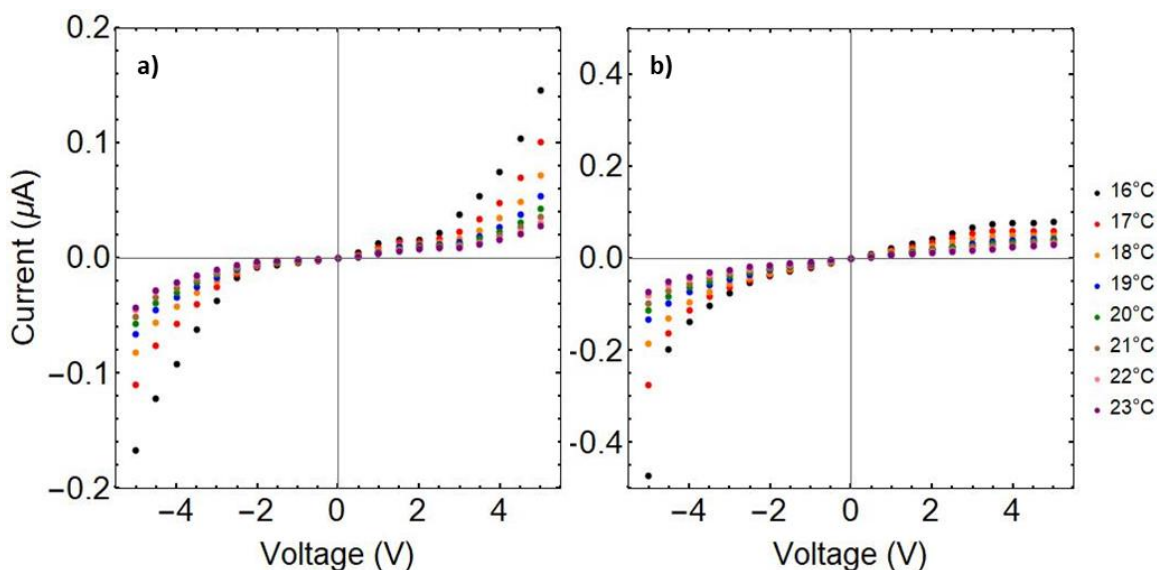 a)
b)
Current (μA)
0.2
0.1
0.0
−0.1
−0.2
0.4
0.2
0.0
-0.2
−0.4
−4 −2 0 2 4
−4 −2 0 2 4
Voltage (V)
Voltage (V)
16°C
17°C
18°C
19°C
20°C
21°C
22°C
23°C